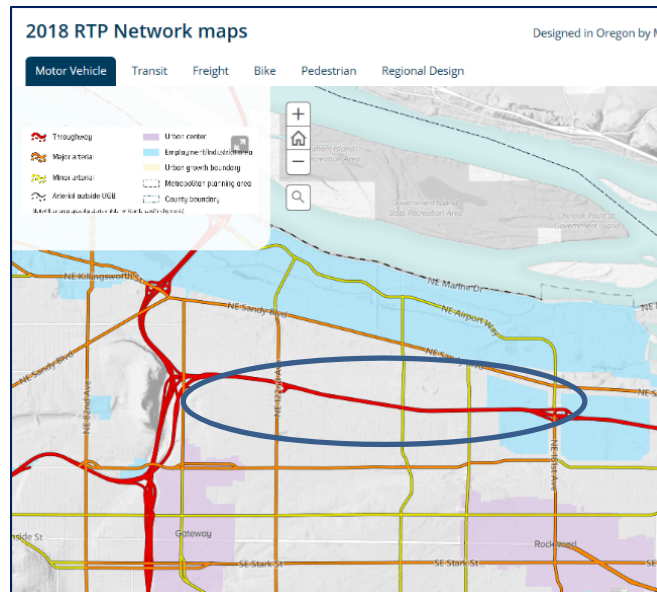 2018 RTP Network maps
Designed in Oregon by M
Motor Vehicle Transit Freight Bike Pedestrian Regional Design
Throughway
Major arterial
Minor arterial
Arterial outside UGB
Urban center
Employment/Industrial area
Urban growth boundary
Metropolitan planning area
County boundary
+
−
Government Island
State Recreation Area
Chinook Point at
Government Island
NE Killingsworth St
NE Marine Dr
NE Sandy Blvd
NE Airport Way
NE Sandy Blvd
NE Sandy Blvd
NE 82nd Ave
NE 122nd Ave
NE 181st Ave
Gateway
Rockwood
SE Stark St
SE Stark St